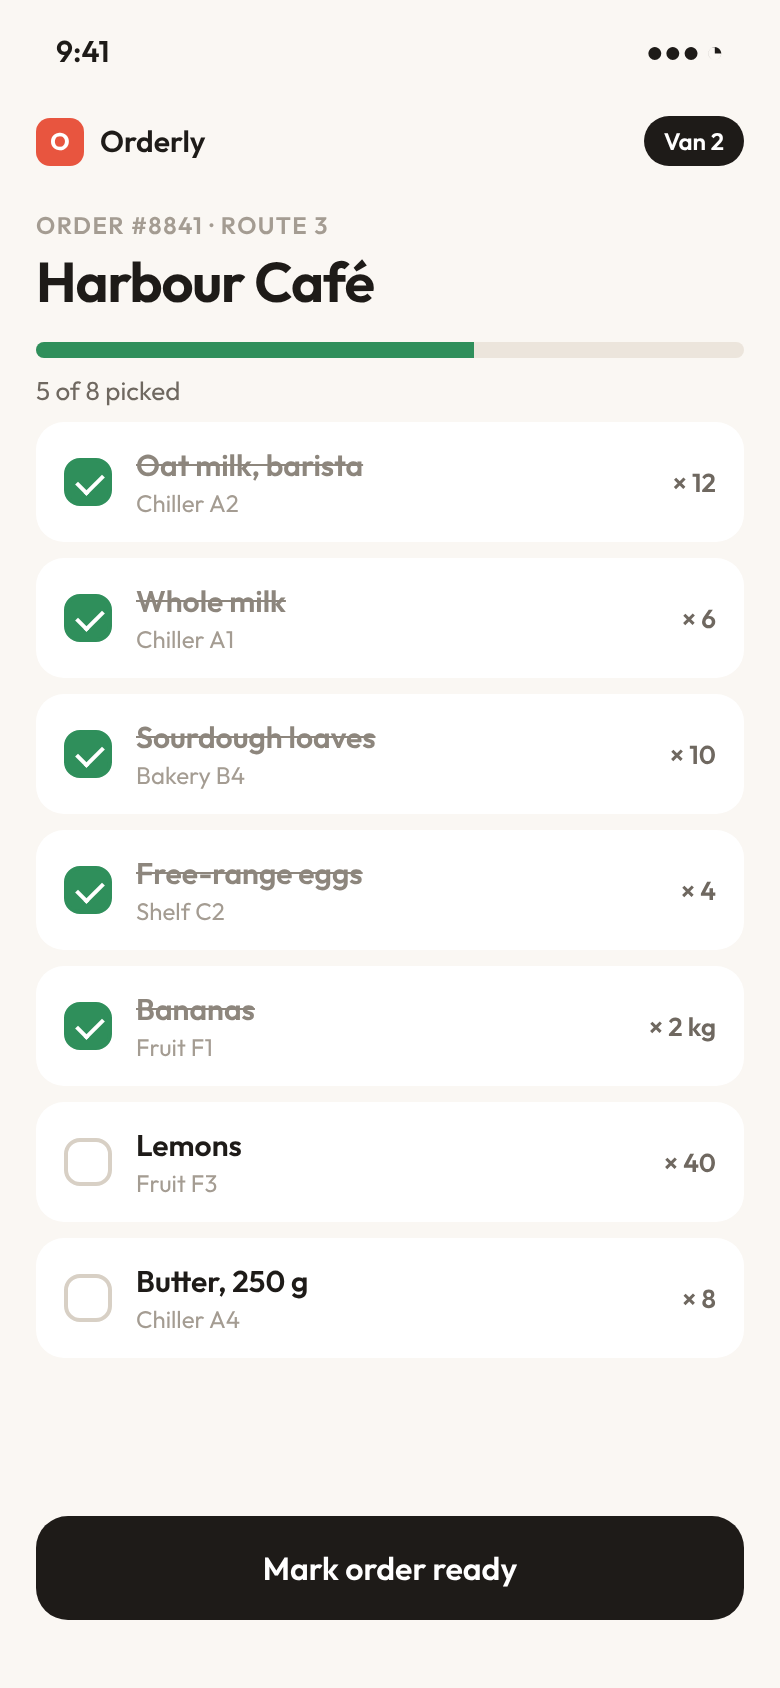 9:41
O Orderly
Van 2
ORDER #8841 · ROUTE 3
Harbour Café
5 of 8 picked
Oat milk, barista
Chiller A2
× 12
Whole milk
Chiller A1
× 6
Sourdough loaves
Bakery B4
× 10
Free-range eggs
Shelf C2
× 4
Bananas
Fruit F1
× 2 kg
Lemons
Fruit F3
× 40
Butter, 250 g
Chiller A4
× 8
Mark order ready